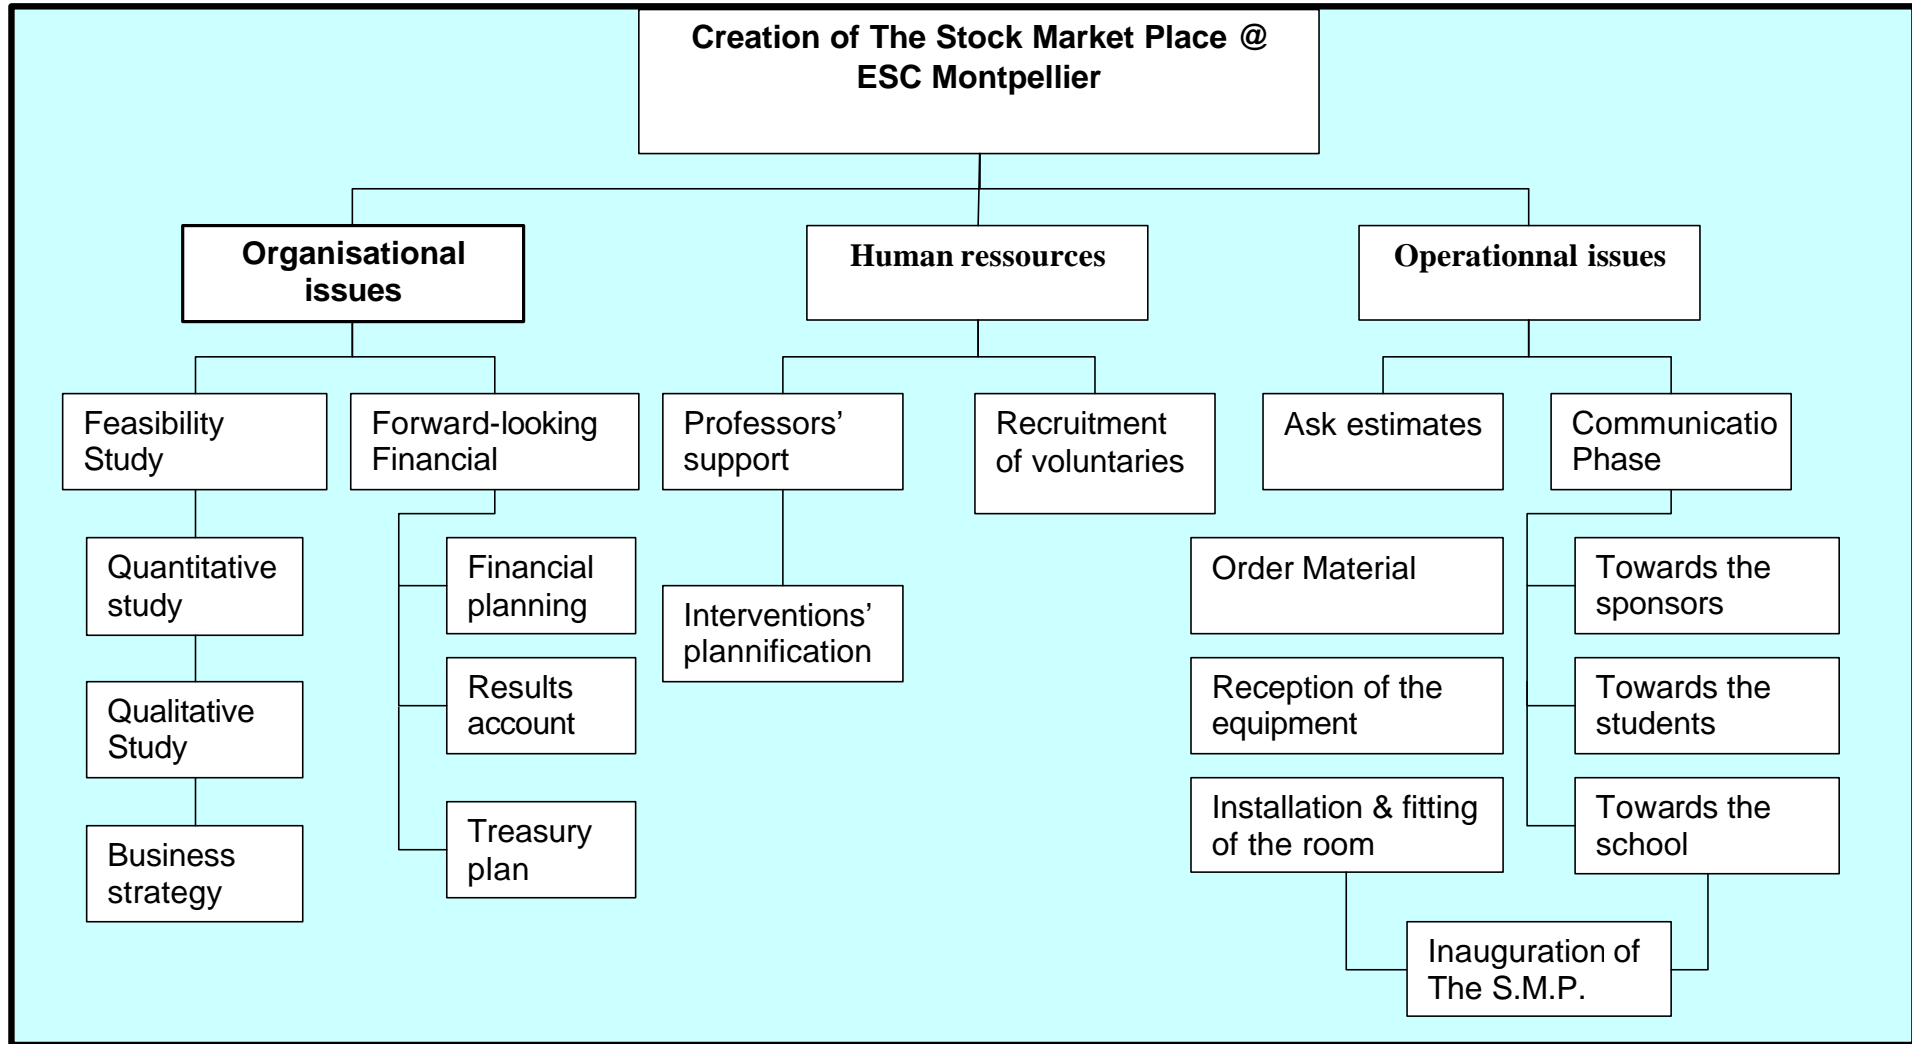 Creation of The Stock Market Place @
ESC Montpellier
Organisational
issues
Human ressources
Operationnal issues
Feasibility
Study
Forward-looking
Financial
Professors’
support
Recruitment
of voluntaries
Ask estimates
Communicatio
Phase
Quantitative
study
Financial
planning
Interventions’
plannification
Order Material
Towards the
sponsors
Qualitative
Study
Results
account
Reception of the
equipment
Towards the
students
Business
strategy
Treasury
plan
Installation & fitting
of the room
Towards the
school
Inauguration of
The S.M.P.